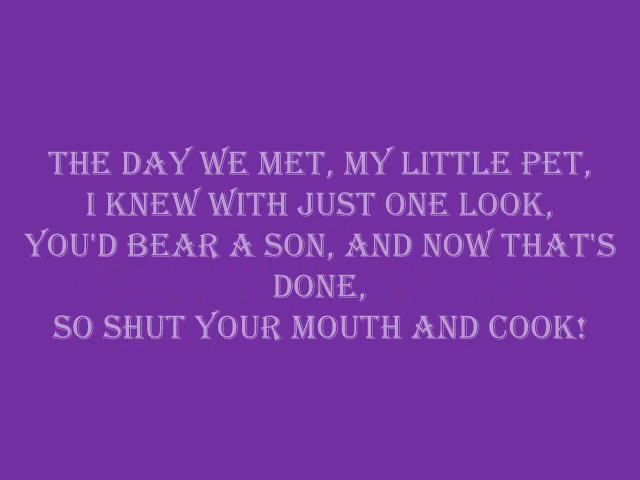 THE DAY WE MET, MY LITTLE PET,
I KNEW WITH JUST ONE LOOK,
YOU'D BEAR A SON, AND NOW THAT'S
DONE,
SO SHUT YOUR MOUTH AND COOK!